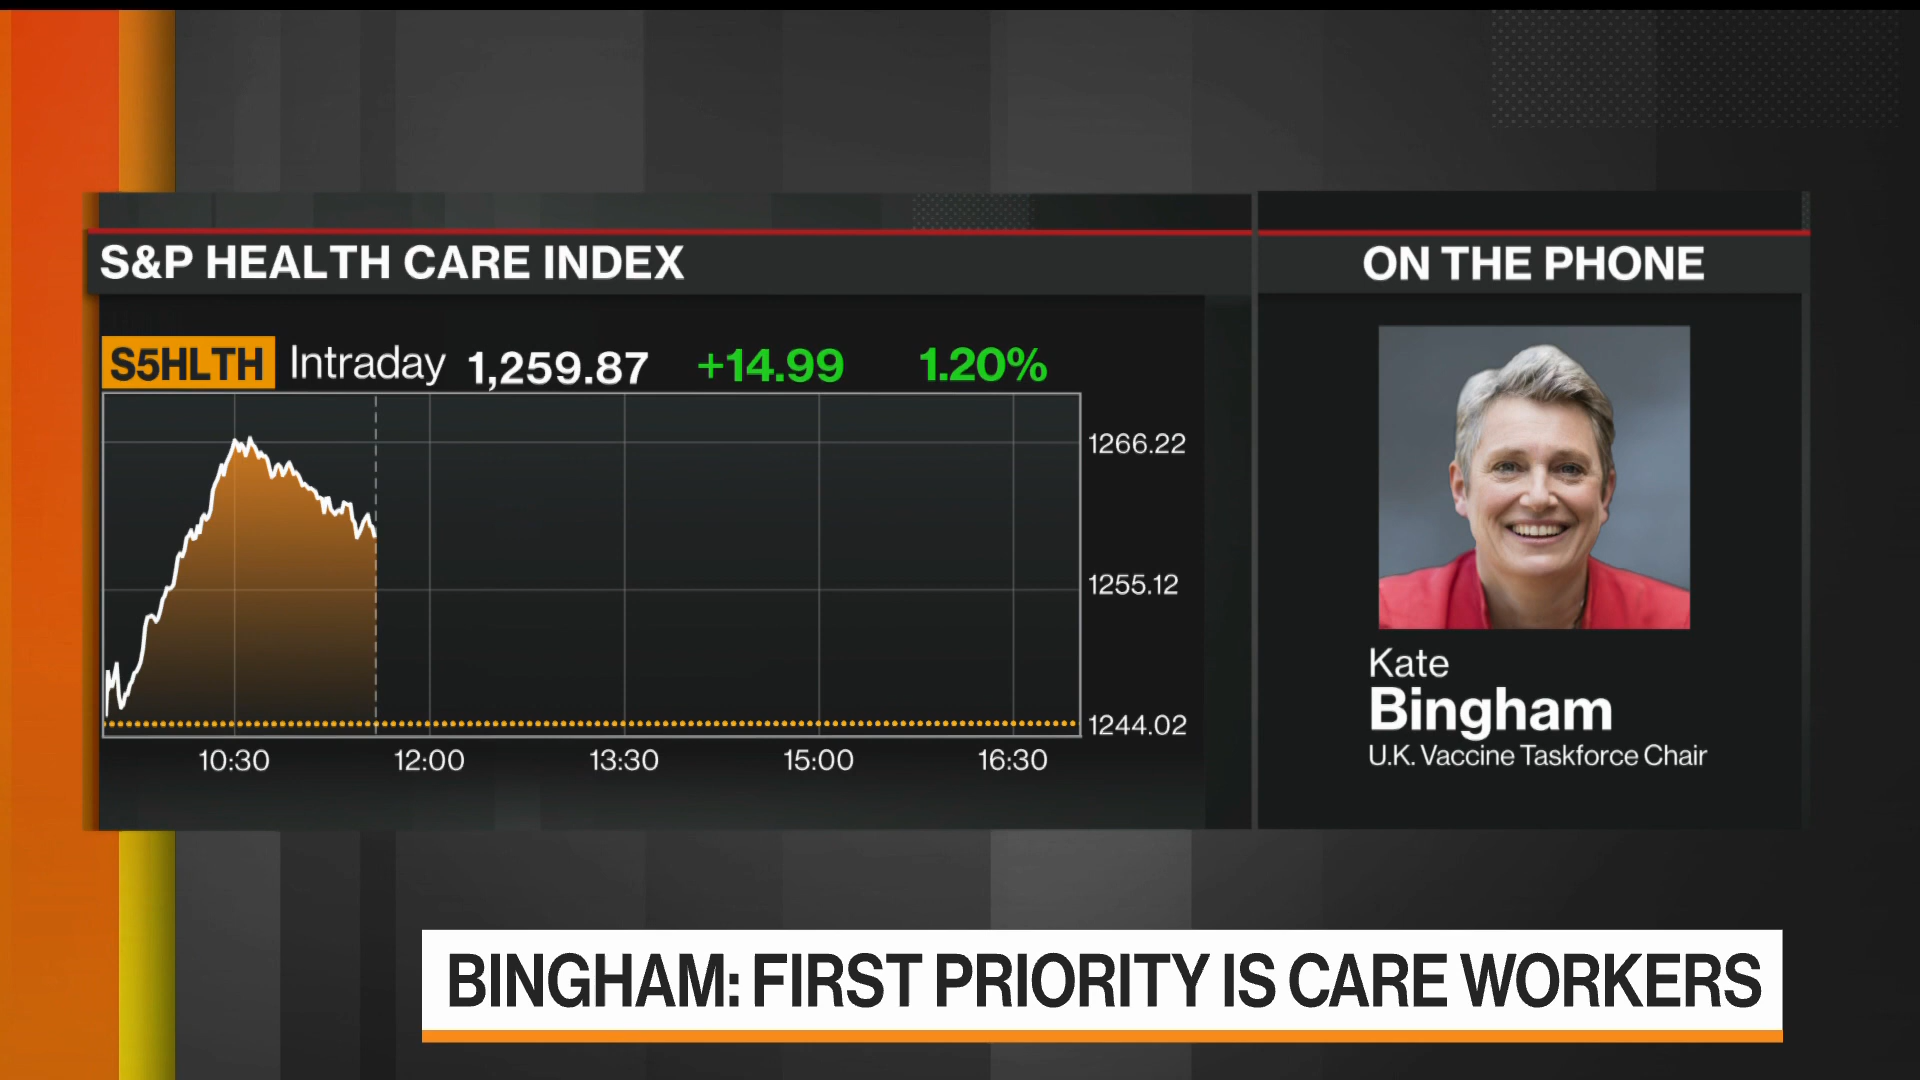 S&P HEALTH CARE INDEX
S5HLTH Intraday 1,259.87 +14.99 1.20%
1266.22
1255.12
1244.02
10:30 12:00 13:30 15:00 16:30
ON THE PHONE
Kate
Bingham
U.K. Vaccine Taskforce Chair
BINGHAM: FIRST PRIORITY IS CARE WORKERS